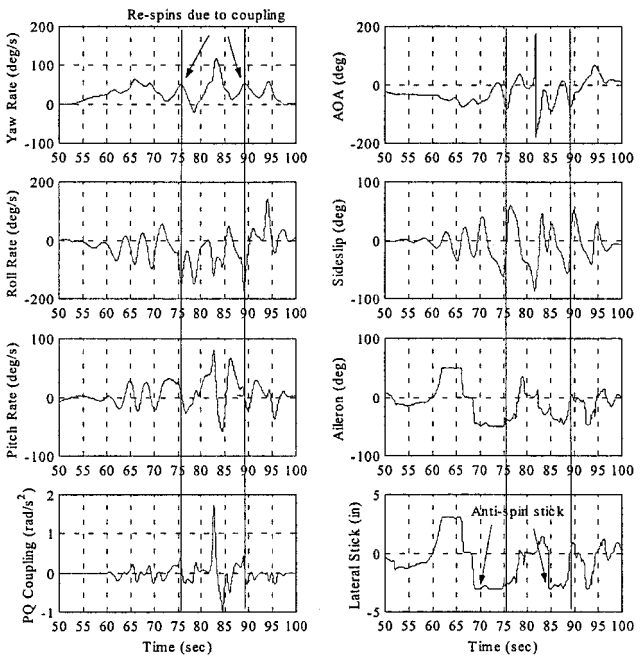 Re-spins due to coupling
Yaw Rate (deg/s)
200
100
0
-100
50 55 60 65 70 75 80 85 90 95 100
AOA (deg)
200
0
-200
50 55 60 65 70 75 80 85 90 95 100
Roll Rate (deg/s)
200
0
-200
50 55 60 65 70 75 80 85 90 95 100
Sideslip (deg)
100
0
-100
50 55 60 65 70 75 80 85 90 95 100
Pitch Rate (deg/s)
100
0
-100
50 55 60 65 70 75 80 85 90 95 100
Aileron (deg)
100
0
-100
50 55 60 65 70 75 80 85 90 95 100
PQ Coupling (rad/s²)
2
1
0
-1
50 55 60 65 70 75 80 85 90 95 100
Time (sec)
Lateral Stick (in)
5
0
-5
Anti-spin stick
50 55 60 65 70 75 80 85 90 95 100
Time (sec)